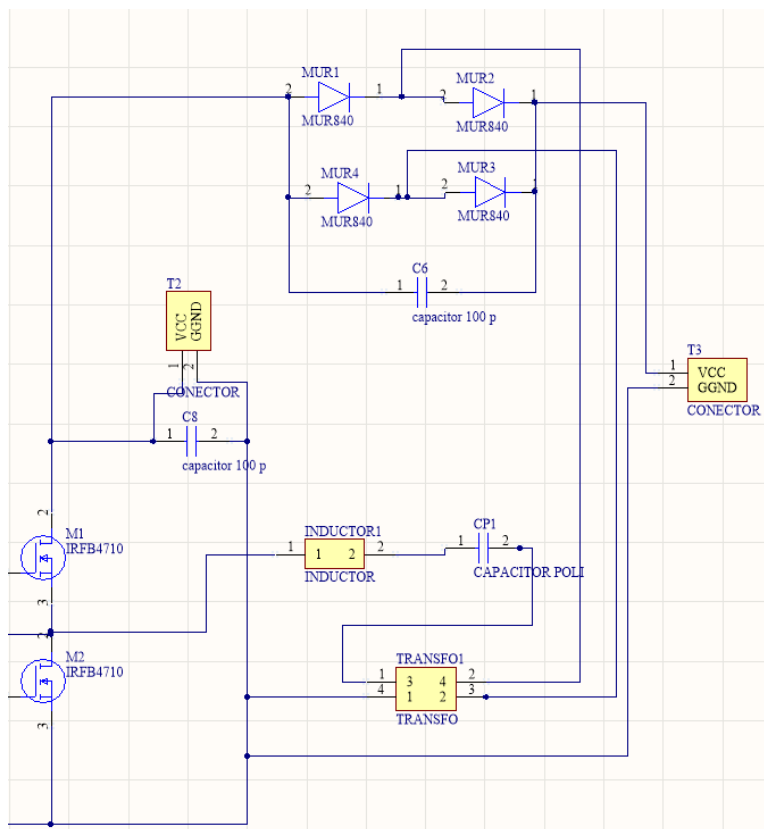 MUR1
2
1
MUR840
MUR2
2
1
MUR840
MUR4
2
1
MUR840
MUR3
2
1
MUR840
C6
1
2
capacitor 100 p
T2
VCC
GGND
1
2
CONECTOR
C8
1
2
capacitor 100 p
T3
1
VCC
2
GGND
CONECTOR
2
M1
IRFB4710
3
INDUCTOR1
1
1 2
2
INDUCTOR
CP1
1
2
CAPACITOR POLI
2
M2
IRFB4710
3
TRANSFO1
1
3 4
2
4
1 2
3
TRANSFO